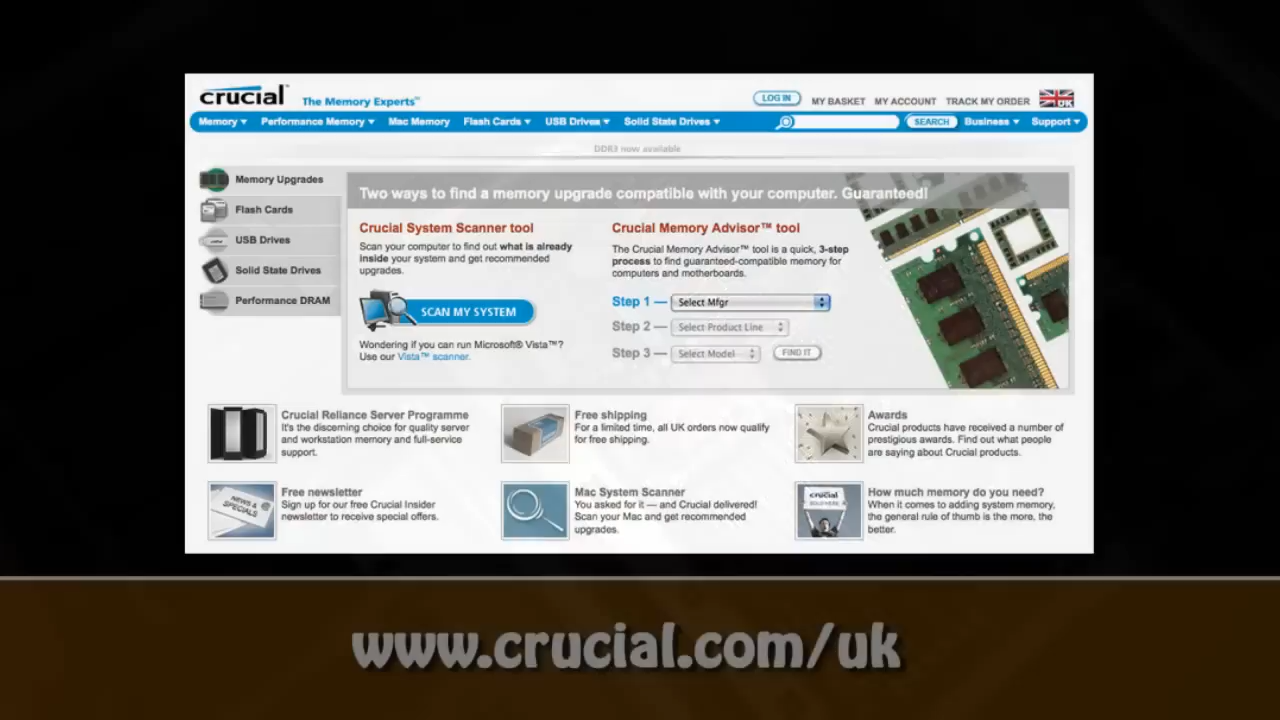 crucial The Memory Experts™
LOG IN MY BASKET MY ACCOUNT TRACK MY ORDER UK
Memory Performance Memory Mac Memory Flash Cards USB Drives Solid State Drives SEARCH Business Support
DDR3 now available
Memory Upgrades
Flash Cards
USB Drives
Solid State Drives
Performance DRAM
Two ways to find a memory upgrade compatible with your computer. Guaranteed!
Crucial System Scanner tool
Scan your computer to find out what is already
inside your system and get recommended
upgrades.
SCAN MY SYSTEM
Wondering if you can run Microsoft® Vista™?
Use our Vista™ scanner.
Crucial Memory Advisor™ tool
The Crucial Memory Advisor™ tool is a quick, 3-step
process to find guaranteed-compatible memory for
computers and motherboards.
Step 1 — Select Mfgr
Step 2 — Select Product Line
Step 3 — Select Model FIND IT
Crucial Reliance Server Programme
It's the discerning choice for quality server
and workstation memory and full-service
support.
Free shipping
For a limited time, all UK orders now qualify
for free shipping.
Awards
Crucial products have received a number of
prestigious awards. Find out what people
are saying about Crucial products.
NEWS &
SPECIALS
Free newsletter
Sign up for our free Crucial Insider
newsletter to receive special offers.
Mac System Scanner
You asked for it — and Crucial delivered!
Scan your Mac and get recommended
upgrades.
crucial
How much memory do you need?
When it comes to adding system memory,
the general rule of thumb is the more, the
better.
www.crucial.com/uk